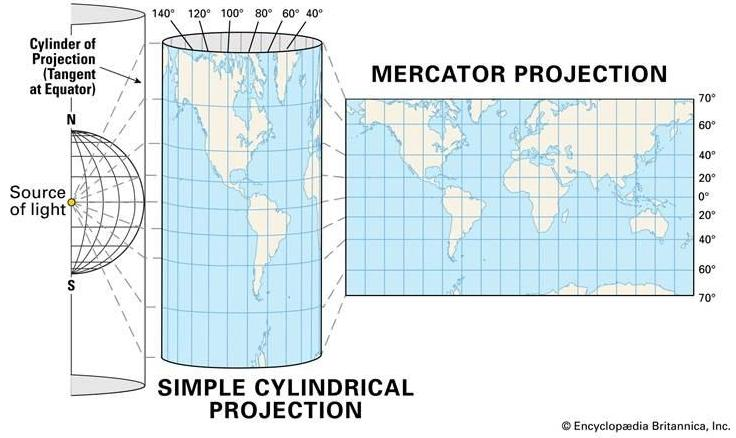 140° 120° 100° 80° 60° 40°
Cylinder of
Projection
(Tangent
at Equator)
N
Source
of light
S
SIMPLE CYLINDRICAL
PROJECTION
MERCATOR PROJECTION
70°
60°
40°
20°
0°
20°
40°
60°
70°
© Encyclopædia Britannica, Inc.